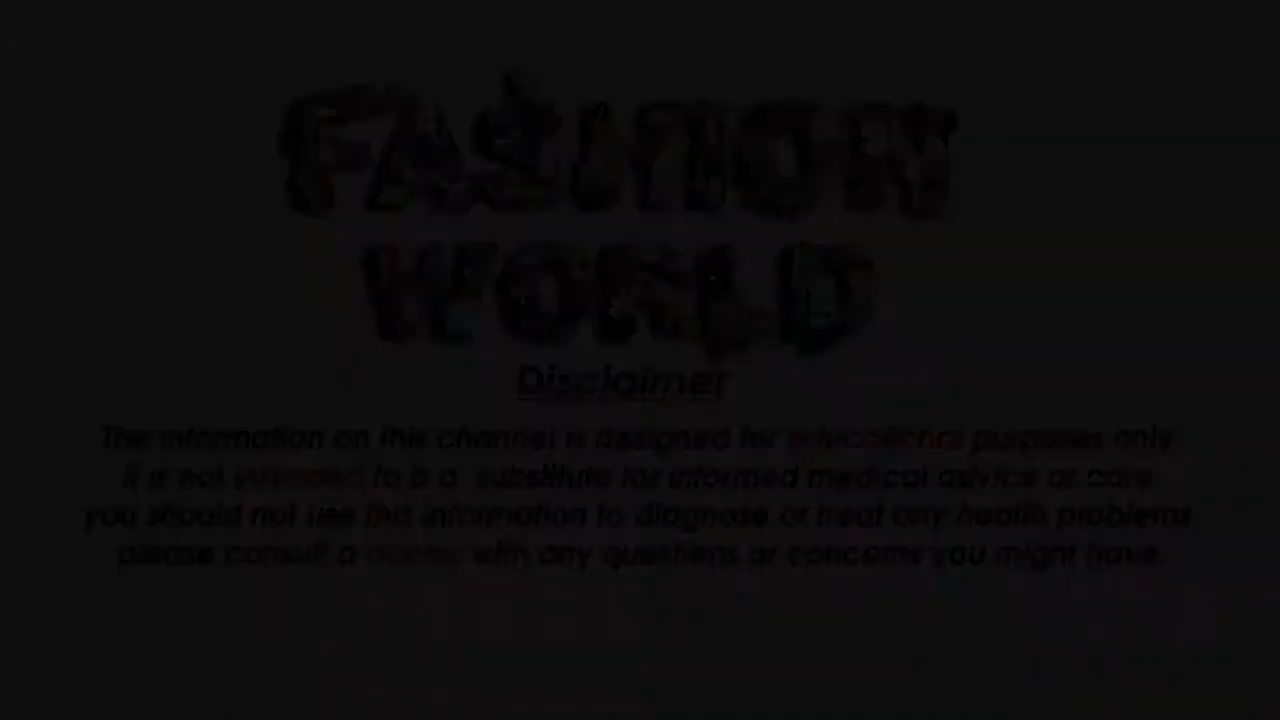 FASHION
WORLD
Disclaimer
The information on this channel is designed for educational purposes only
it is not intended to b a substitute for informed medical advice or care
you should not use this information to diagnose or treat any health problems
please consult a doctor with any questions or concerns you might have.